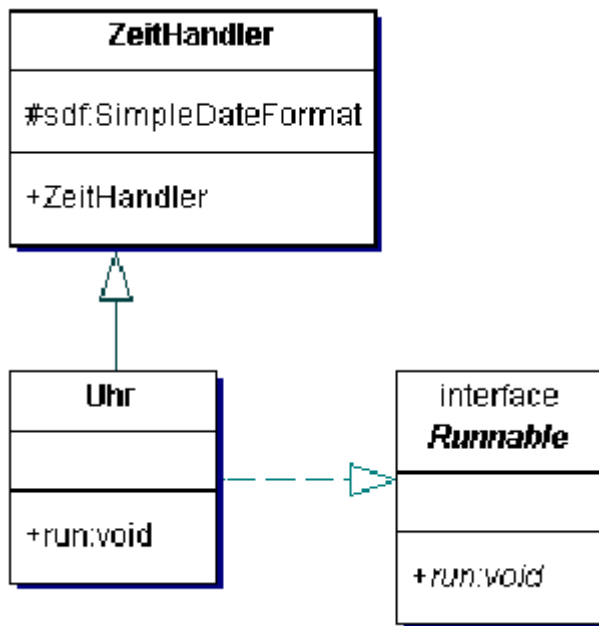 ZeitHandler
#sdf:SimpleDateFormat
+ZeitHandler
Uhr
+run:void
interface
Runnable
+run:void